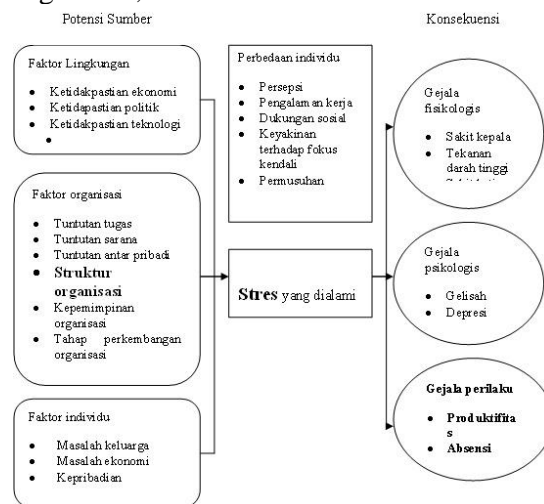 Potensi Sumber
Konsekuensi
Faktor Lingkungan
Ketidakpastian ekonomi
Ketidapastian politik
Ketidakpastian teknologi
Faktor organisasi
Tuntutan tugas
Tuntutan sarana
Tuntutan antar pribadi
Struktur
organisasi
Kepemimpinan
organisasi
Tahap perkembangan
organisasi
Faktor individu
Masalah keluarga
Masalah ekonomi
Kepribadian
Perbedaan individu
Persepsi
Pengalaman kerja
Dukungan sosial
Keyakinan
terhadap fokus
kendali
Permusuhan
Stres yang dialami
Gejala
fisikologis
Sakit kepala
Tekanan
darah tinggi
Gejala
psikologis
Gelisah
Depresi
Gejala perilaku
Produktifita
s
Absensi